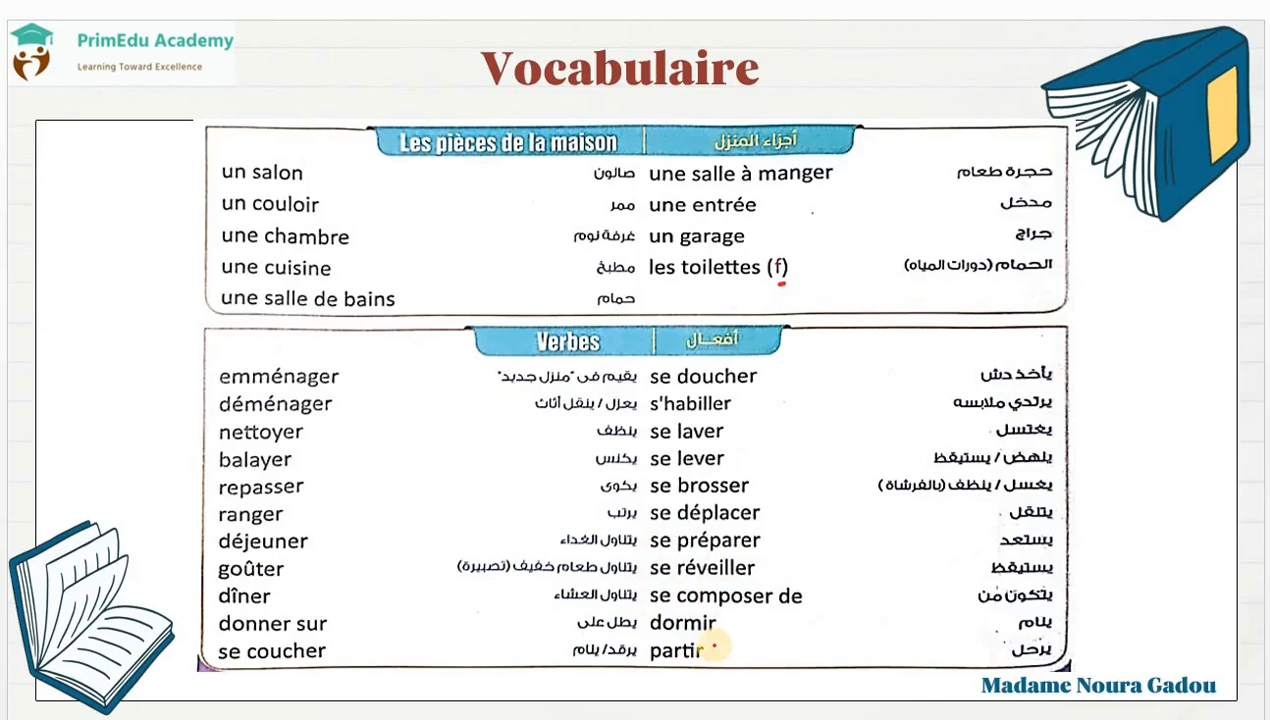 PrimEdu Academy
Learning Toward Excellence
Vocabulaire
Les pièces de la maison أجزاء المنزل
un salon صالون une salle à manger حجرة طعام
un couloir ممر une entrée مدخل
une chambre غرفة نوم un garage جراج
une cuisine مطبخ les toilettes (f) الحمام (دورات المياه)
une salle de bains حمام
Verbes أفعـال
emménager يقيم فى "منزل جديد" se doucher يأخذ دش
déménager يعزل / ينقل أثاث s'habiller يرتدي ملابسه
nettoyer ينظف se laver يغتسل
balayer يكنس se lever ينهض / يستيقظ
repasser يكوى se brosser يغسل / ينظف (بالفرشاة)
ranger يرتب se déplacer يتنقل
déjeuner يتناول الغداء se préparer يستعد
goûter يتناول طعام خفيف (تصبيرة) se réveiller يستيقظ
dîner يتناول العشاء se composer de يتكون من
donner sur يطل على dormir ينام
se coucher يرقد/ ينام partir يرحل
Madame Noura Gadou